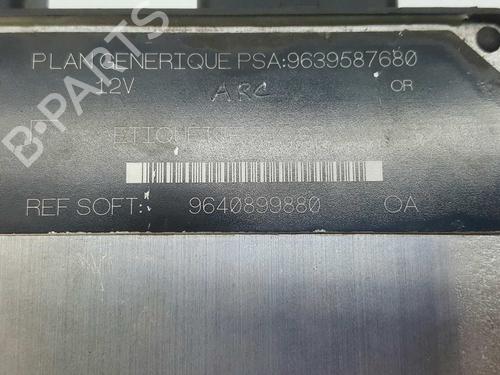 PLAN GENERIQUE PSA:9639587680
12V ARC OR
REF SOFT: 9640899880 OA
B-PARTS